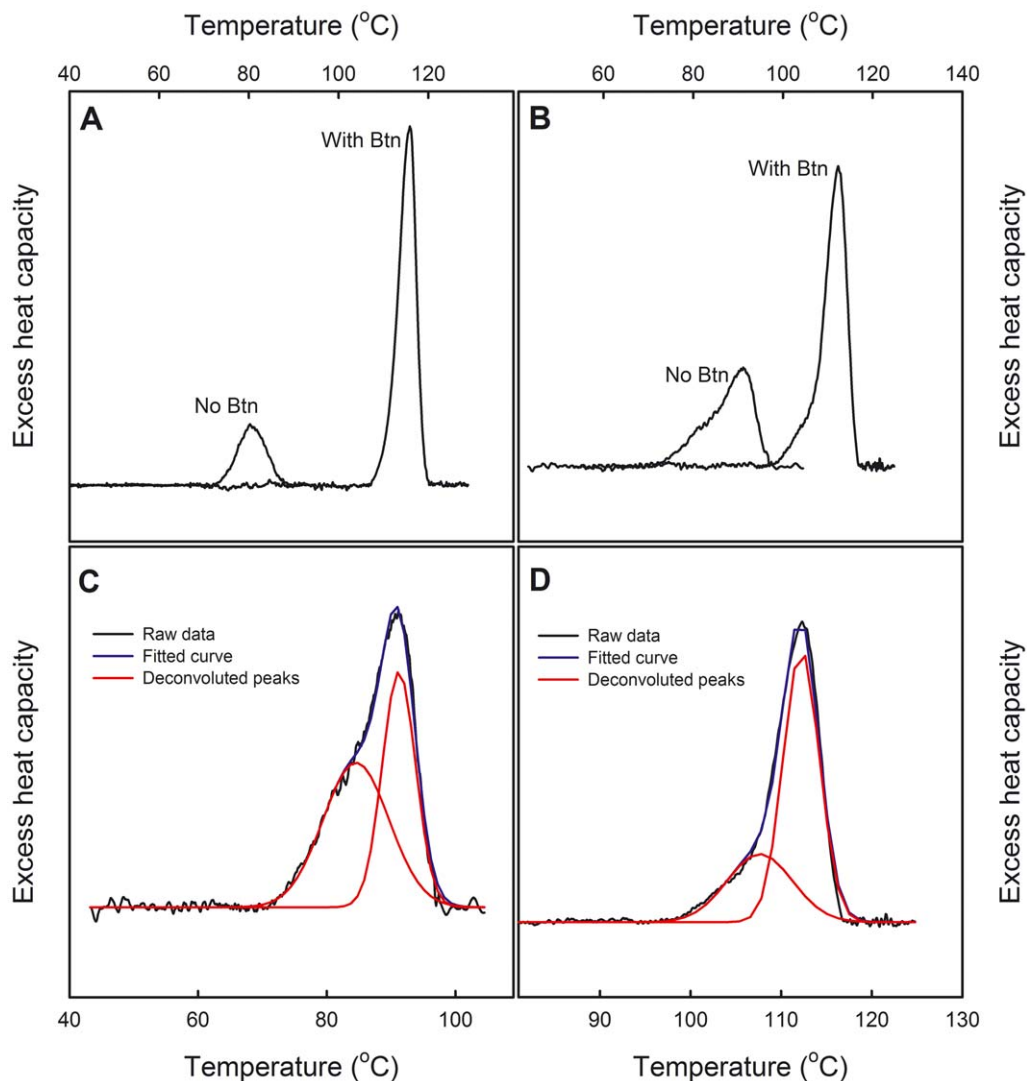 Temperature (°C)
Temperature (°C)
40 60 80 100 120
60 80 100 120 140
A
With Btn
No Btn
Excess heat capacity
B
With Btn
No Btn
Excess heat capacity
C
Raw data
Fitted curve
Deconvoluted peaks
Excess heat capacity
D
Raw data
Fitted curve
Deconvoluted peaks
Excess heat capacity
40 60 80 100
90 100 110 120 130
Temperature (°C)
Temperature (°C)